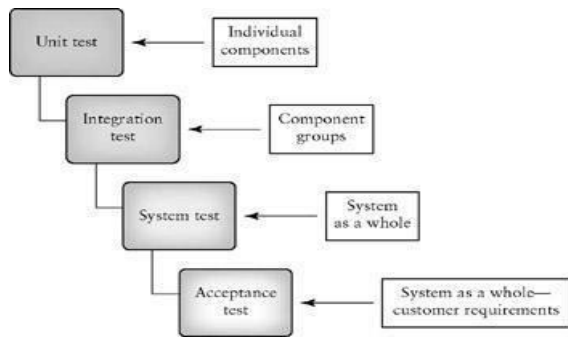 Unit test
Individual
components
Integration
test
Component
groups
System test
System
as a whole
Acceptance
test
System as a whole—
customer requirements